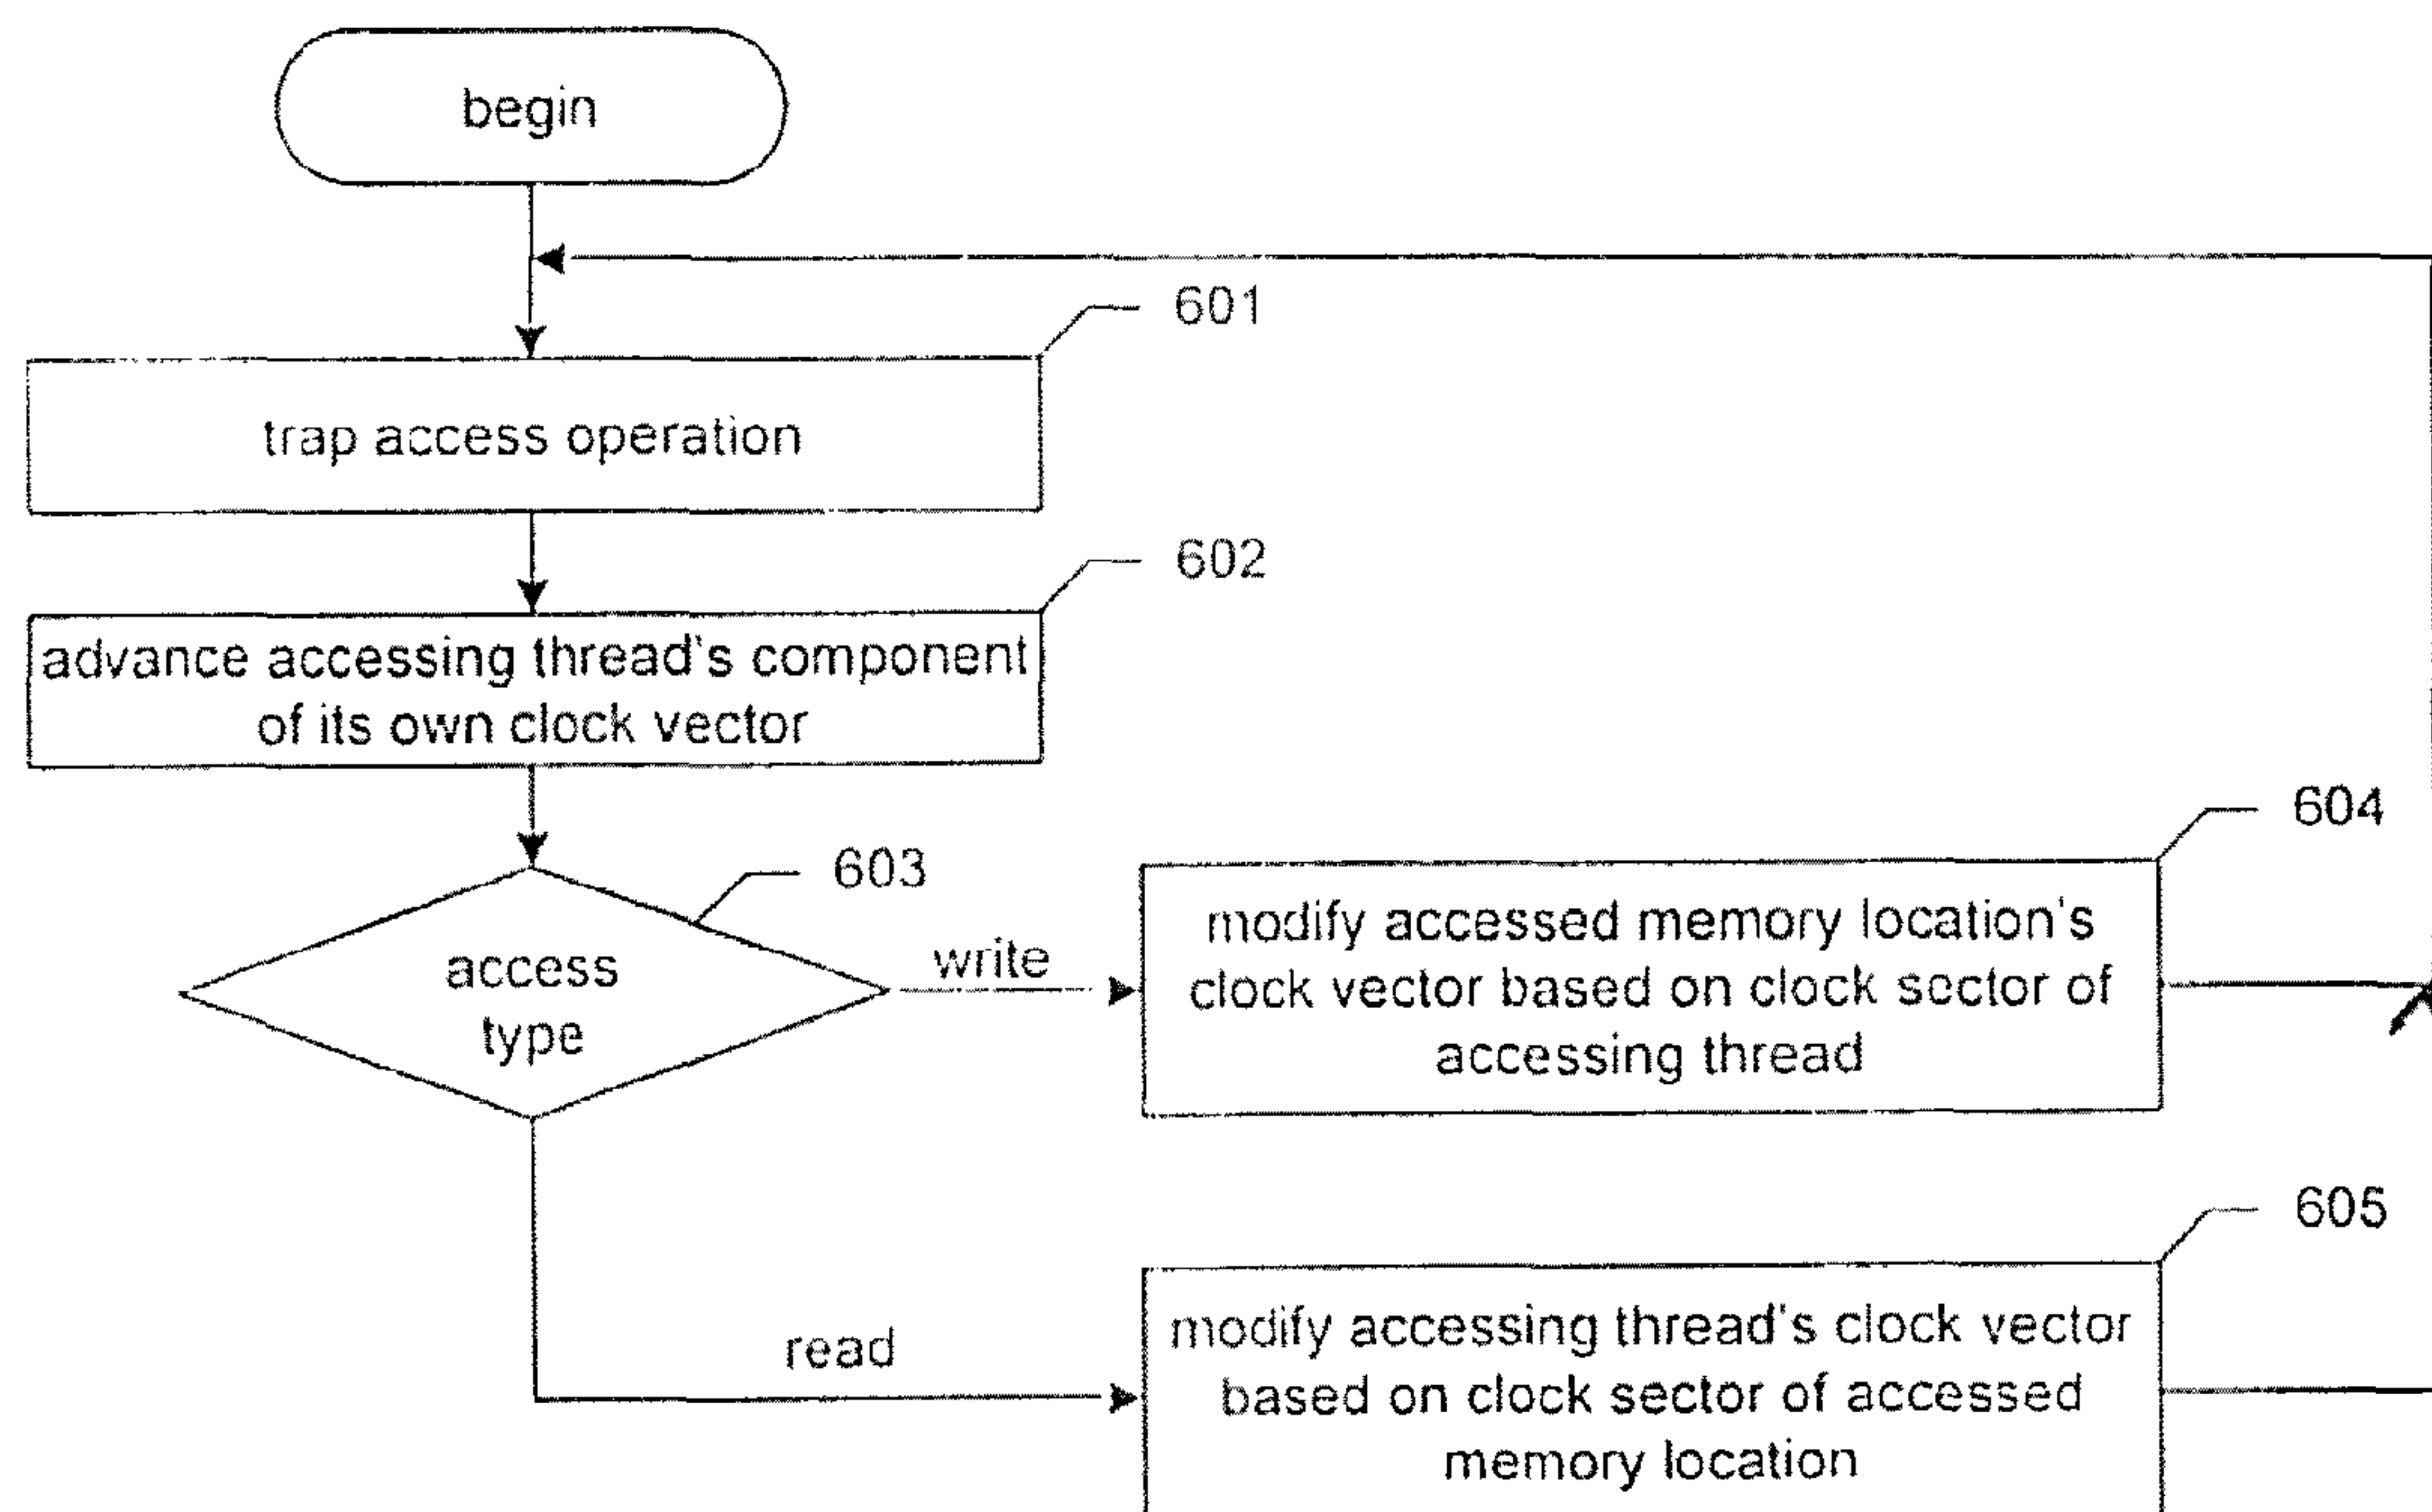 begin
601
trap access operation
602
advance accessing thread's component
of its own clock vector
603
access
type
write
604
modify accessed memory location's
clock vector based on clock sector of
accessing thread
read
605
modify accessing thread's clock vector
based on clock sector of accessed
memory location